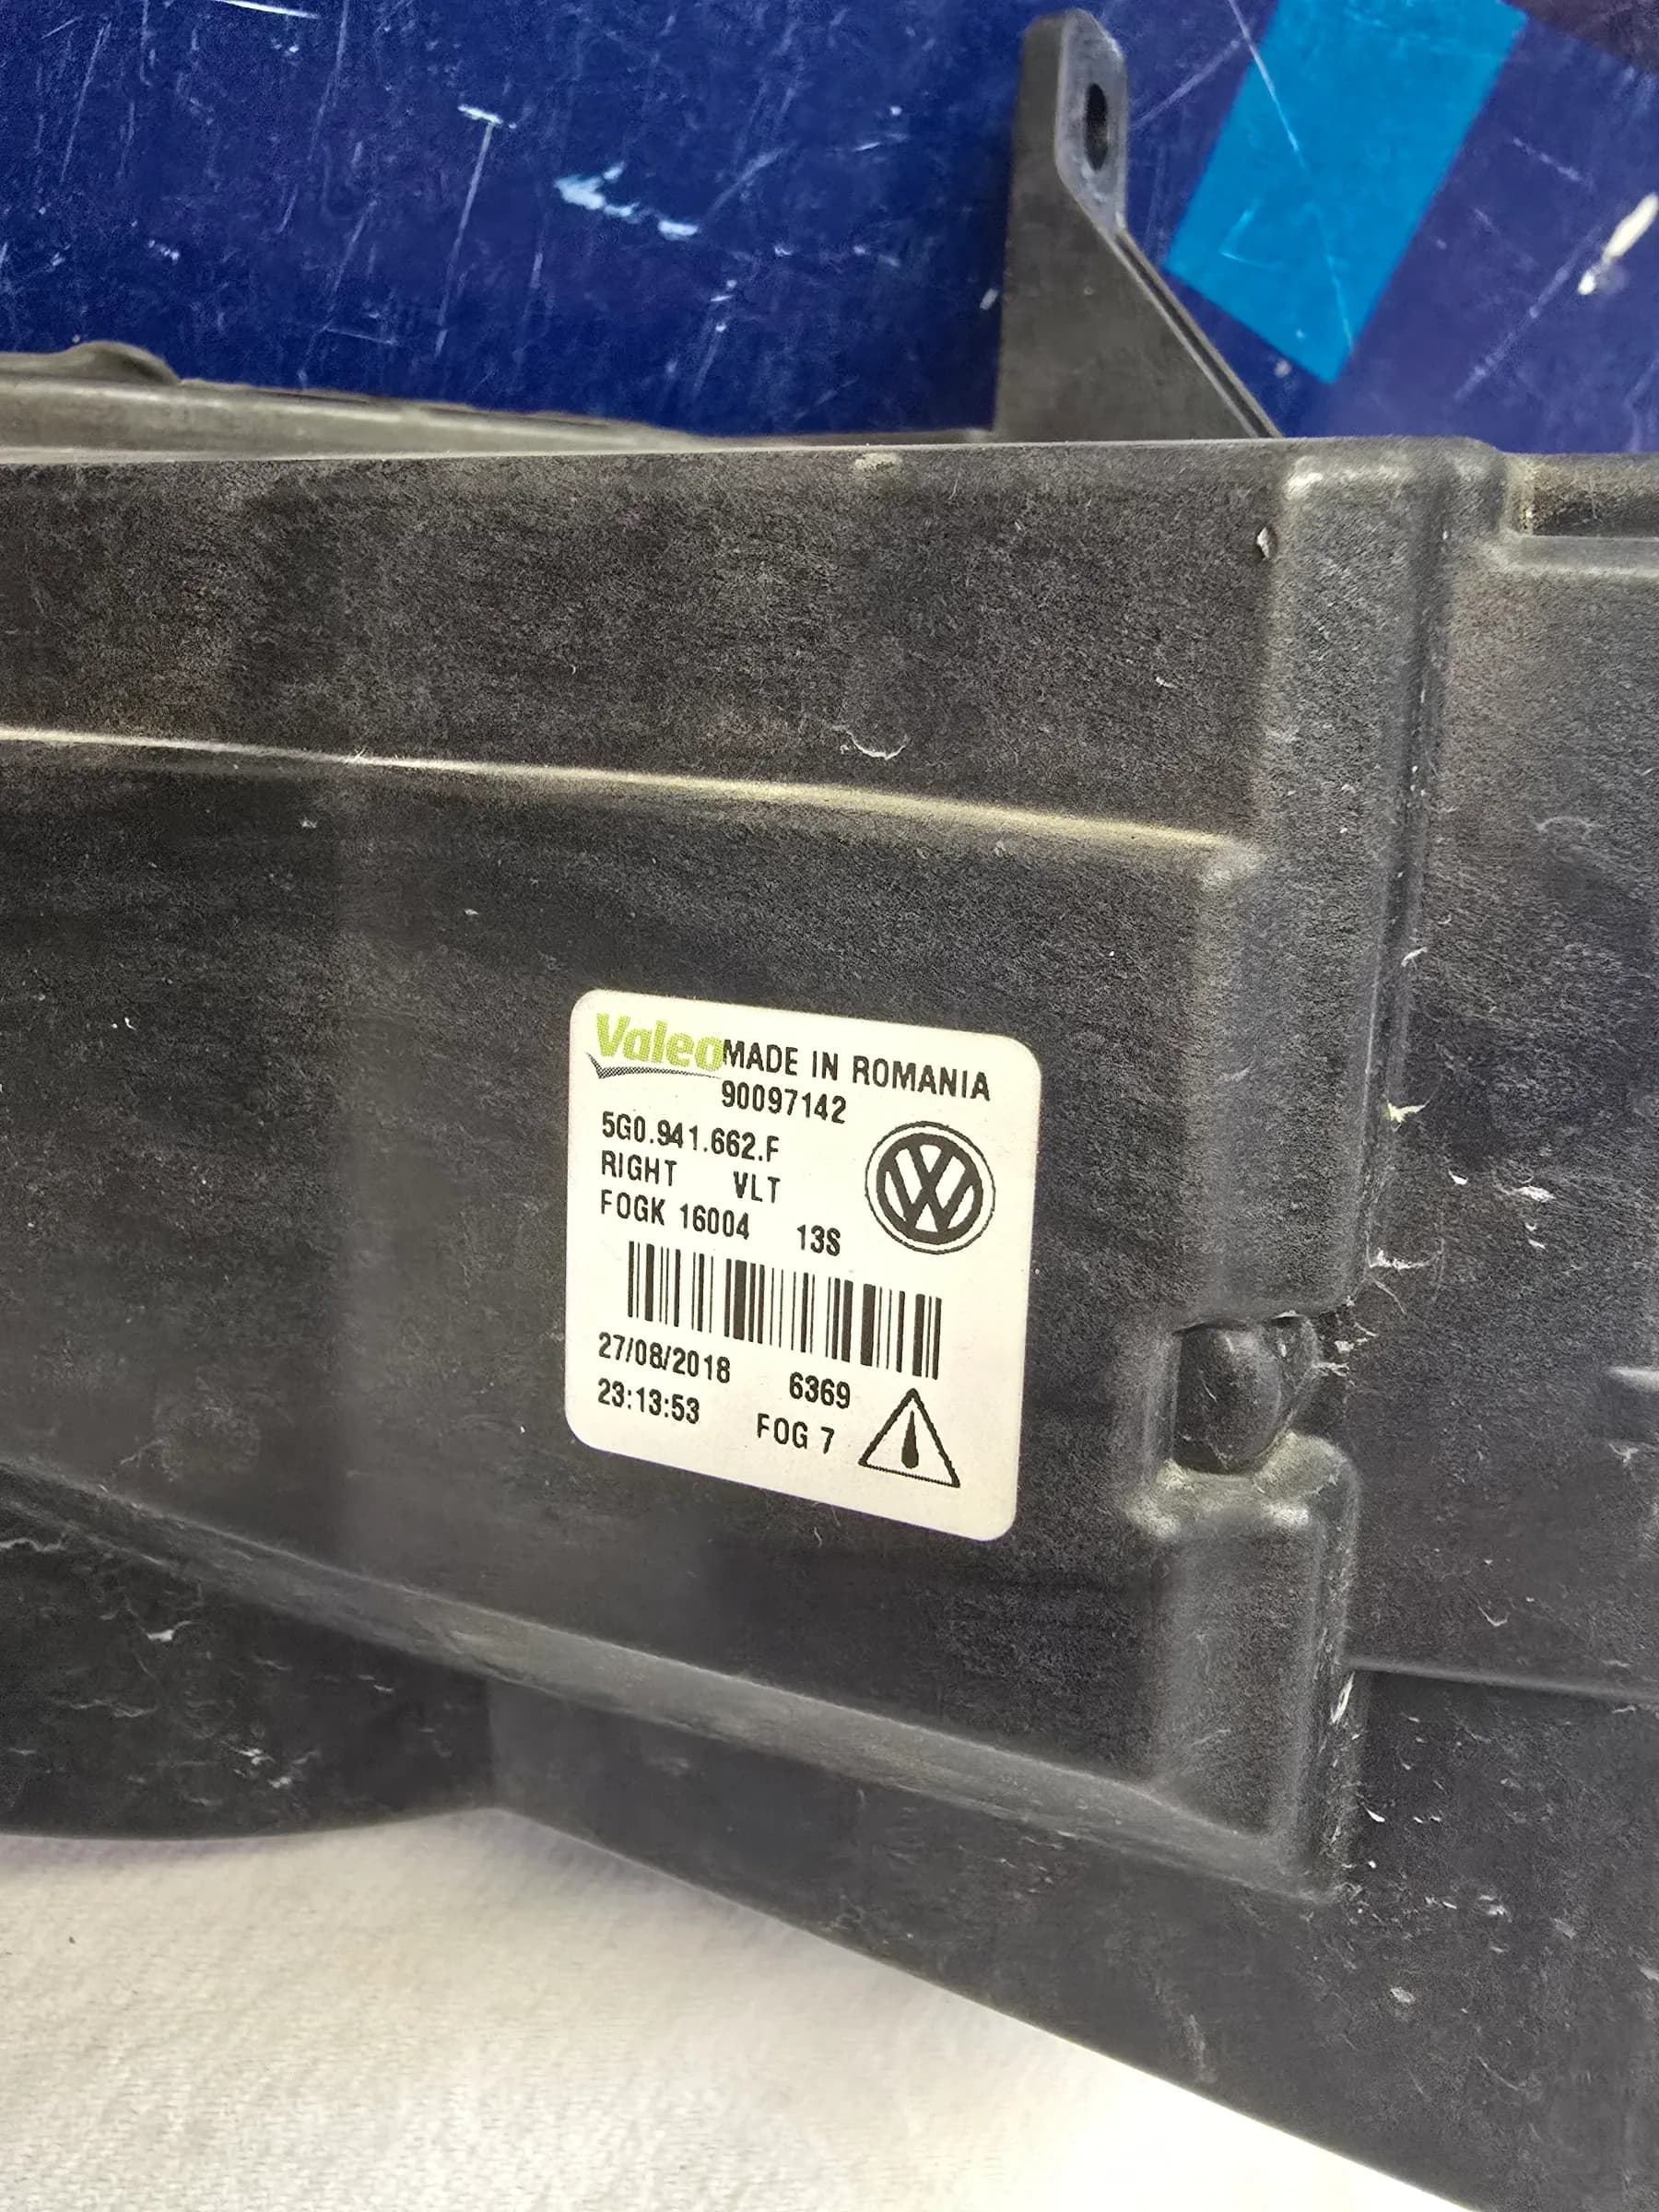 Valeo MADE IN ROMANIA
90097142
5G0.941.662.F
RIGHT VLT
FOGK 16004 13S
27/08/2018 6369
23:13:53 FOG 7